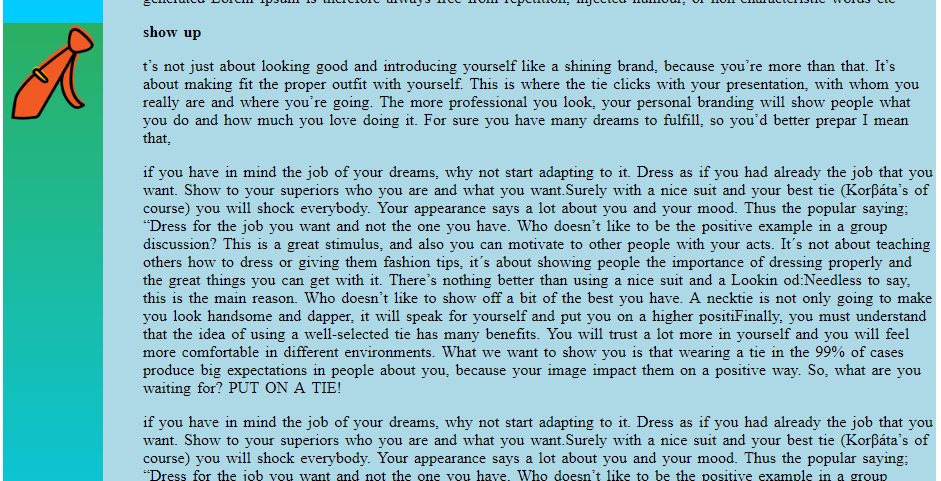 generated Lorem Ipsum is therefore always free from repetition, injected humour, or non-characteristic words etc
show up
t’s not just about looking good and introducing yourself like a shining brand, because you’re more than that. It’s
about making fit the proper outfit with yourself. This is where the tie clicks with your presentation, with whom you
really are and where you’re going. The more professional you look, your personal branding will show people what
you do and how much you love doing it. For sure you have many dreams to fulfill, so you’d better prepar I mean
that,
if you have in mind the job of your dreams, why not start adapting to it. Dress as if you had already the job that you
want. Show to your superiors who you are and what you want.Surely with a nice suit and your best tie (Korβáta’s of
course) you will shock everybody. Your appearance says a lot about you and your mood. Thus the popular saying;
“Dress for the job you want and not the one you have. Who doesn’t like to be the positive example in a group
discussion? This is a great stimulus, and also you can motivate to other people with your acts. It´s not about teaching
others how to dress or giving them fashion tips, it´s about showing people the importance of dressing properly and
the great things you can get with it. There’s nothing better than using a nice suit and a Lookin od:Needless to say,
this is the main reason. Who doesn’t like to show off a bit of the best you have. A necktie is not only going to make
you look handsome and dapper, it will speak for yourself and put you on a higher positiFinally, you must understand
that the idea of using a well-selected tie has many benefits. You will trust a lot more in yourself and you will feel
more comfortable in different environments. What we want to show you is that wearing a tie in the 99% of cases
produce big expectations in people about you, because your image impact them on a positive way. So, what are you
waiting for? PUT ON A TIE!
if you have in mind the job of your dreams, why not start adapting to it. Dress as if you had already the job that you
want. Show to your superiors who you are and what you want.Surely with a nice suit and your best tie (Korβáta’s of
course) you will shock everybody. Your appearance says a lot about you and your mood. Thus the popular saying;
“Dress for the job you want and not the one you have. Who doesn’t like to be the positive example in a group